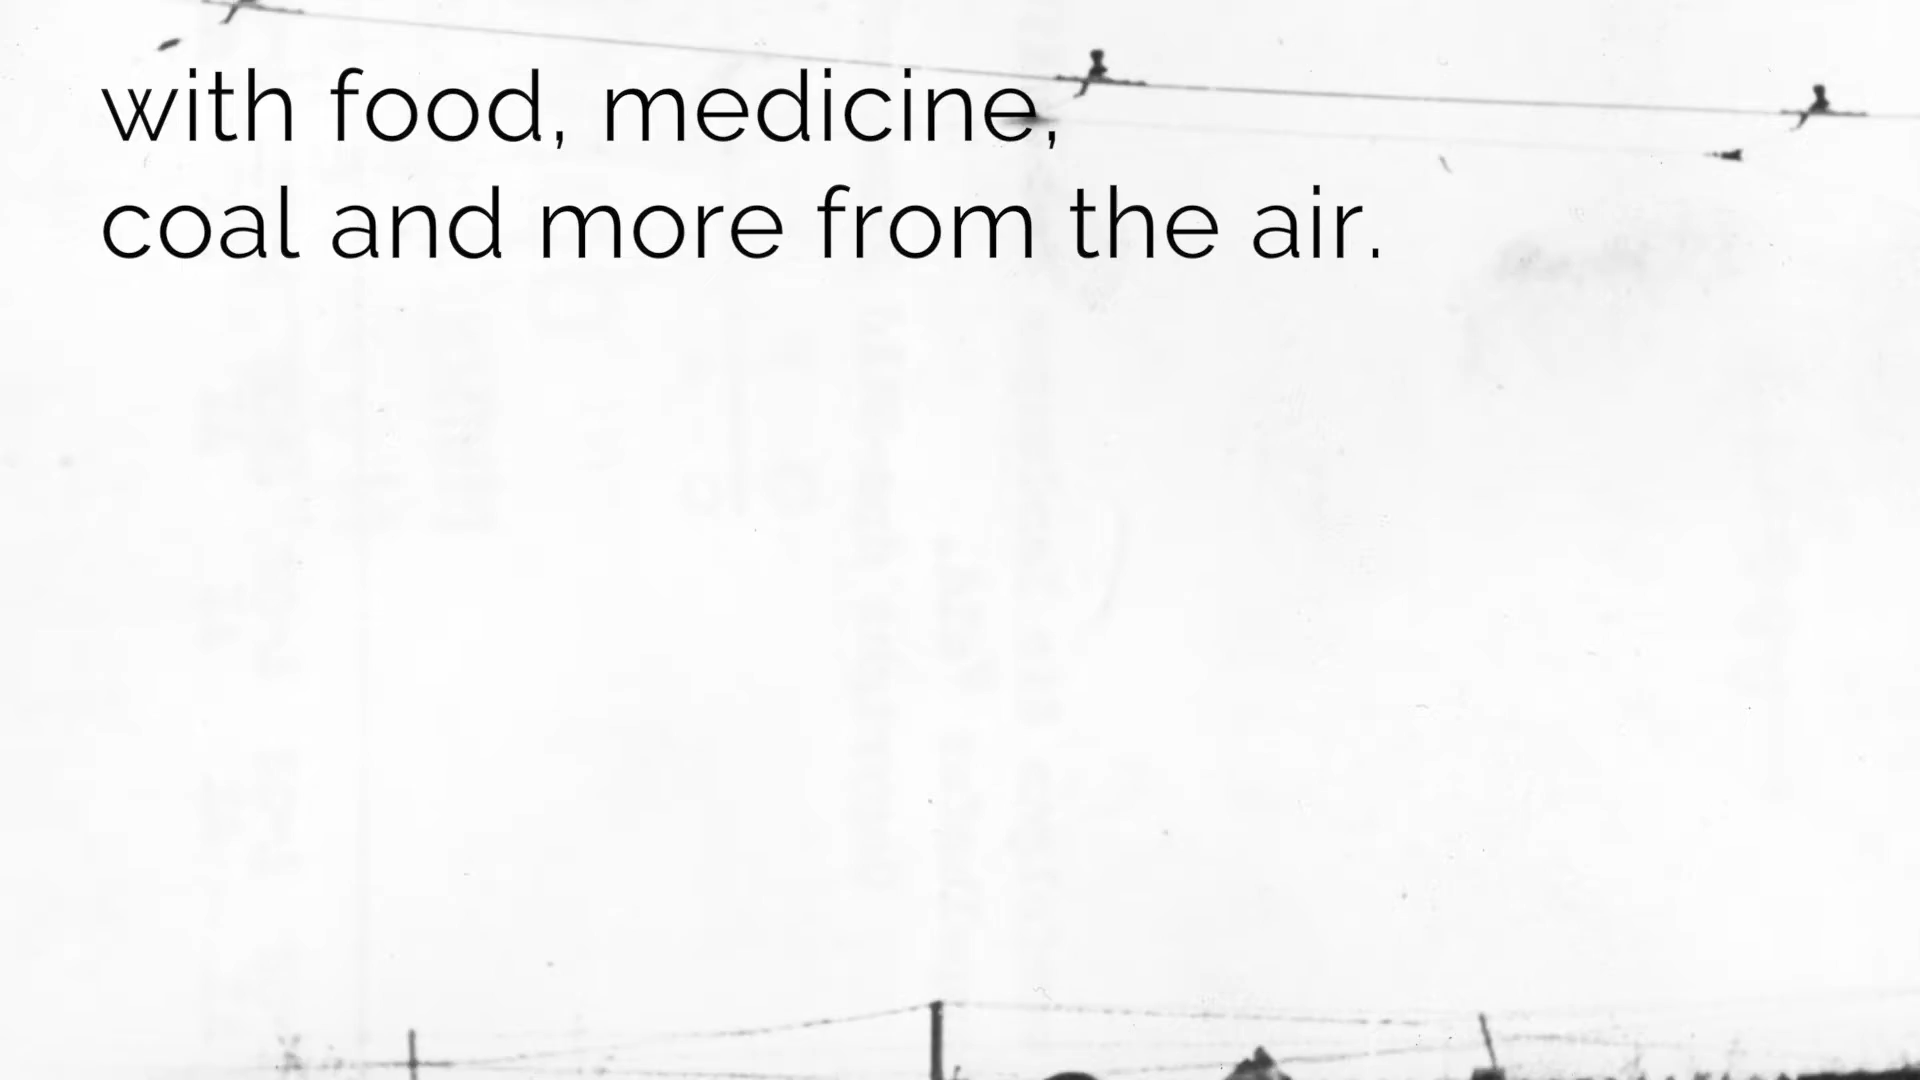 with food, medicine,
coal and more from the air.